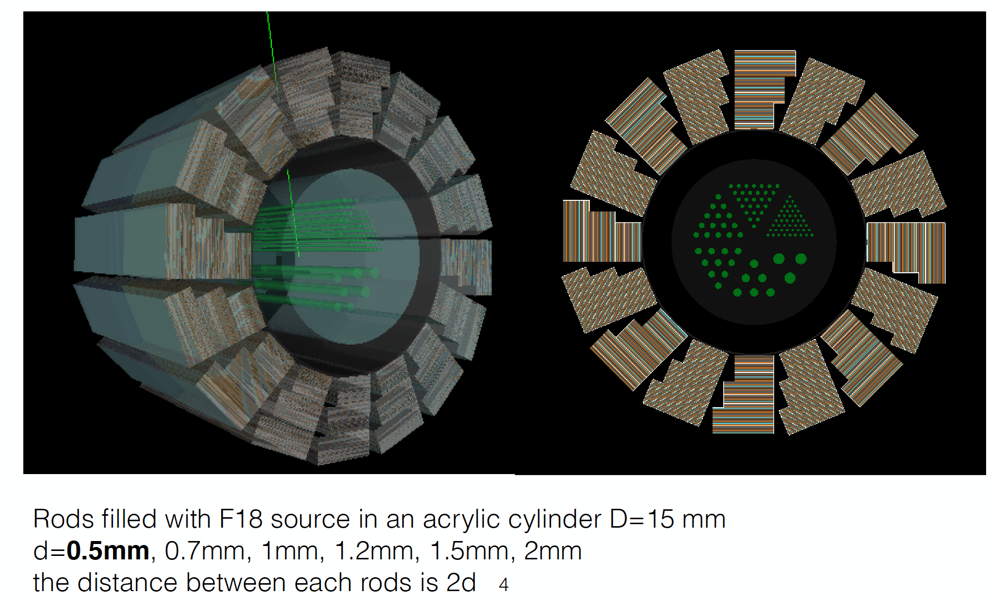 Rods filled with F18 source in an acrylic cylinder D=15 mm
d=0.5mm, 0.7mm, 1mm, 1.2mm, 1.5mm, 2mm
the distance between each rods is 2d 4